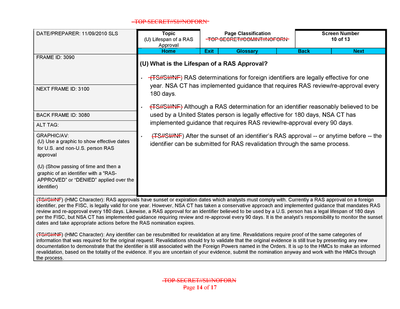 TOP SECRET//SI//NOFORN
DATE/PREPARER: 11/09/2010 SLS
Topic
(U) Lifespan of a RAS
Approval
Page Classification
TOP SECRET//COMINT//NOFORN
Screen Number
10 of 13
Home Exit Glossary Back Next
FRAME ID: 3090
NEXT FRAME ID: 3100
BACK FRAME ID: 3080
ALT TAG:
GRAPHIC/AV:
(U) Use a graphic to show effective dates
for U.S. and non-U.S. person RAS
approval
(U) (Show passing of time and then a
graphic of an identifier with a "RAS-
APPROVED" or "DENIED" applied over the
identifier)
(U) What is the Lifespan of a RAS Approval?
• (TS//SI//NF) RAS determinations for foreign identifiers are legally effective for one
year. NSA CT has implemented guidance that requires RAS review/re-approval every
180 days.
• (TS//SI//NF) Although a RAS determination for an identifier reasonably believed to be
used by a United States person is legally effective for 180 days, NSA CT has
implemented guidance that requires RAS review/re-approval every 90 days.
• (TS//SI//NF) After the sunset of an identifier's RAS approval -- or anytime before -- the
identifier can be submitted for RAS revalidation through the same process.
(TS//SI//NF) (HMC Character): RAS approvals have sunset or expiration dates which analysts must comply with. Currently a RAS approval on a foreign
identifier, per the FISC, is legally valid for one year. However, NSA CT has taken a conservative approach and implemented guidance that mandates RAS
review and re-approval every 180 days. Likewise, a RAS approval for an identifier believed to be used by a U.S. person has a legal lifespan of 180 days
per the FISC, but NSA CT has implemented guidance requiring review and re-approval every 90 days. It is the analyst's responsibility to monitor the sunset
dates and take appropriate actions before the RAS nomination expires.
(TS//SI//NF) (HMC Character): Any identifier can be resubmitted for revalidation at any time. Revalidations require proof of the same categories of
information that was required for the original request. Revalidations should try to validate that the original evidence is still true by presenting any new
documentation to demonstrate that the identifier is still associated with the Foreign Powers named in the Orders. It is up to the HMCs to make an informed
revalidation, based on the totality of the evidence. If you are uncertain of your evidence, submit the nomination anyway and work with the HMCs through
the process.
TOP SECRET//SI//NOFORN
Page 14 of 17